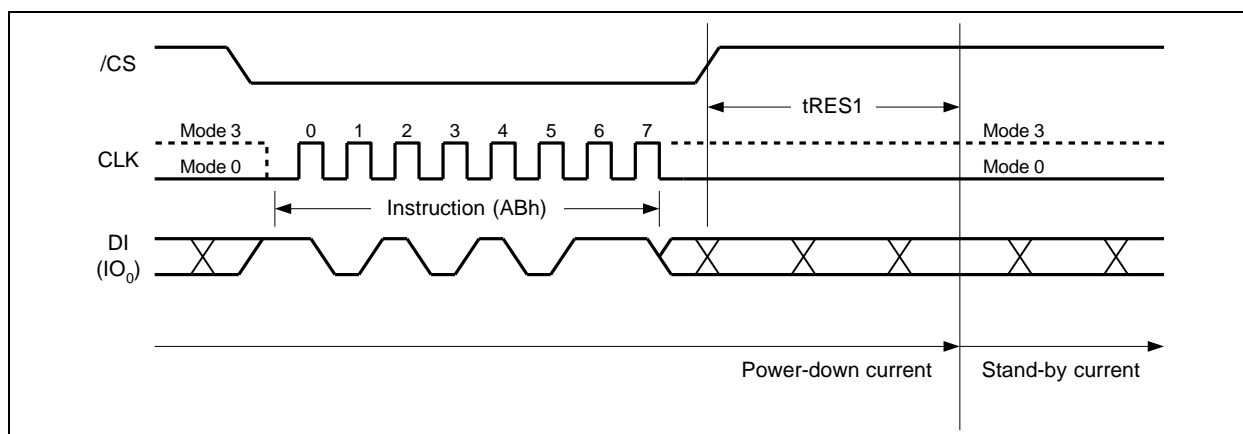 /CS
tRES1
Mode 3 0 1 2 3 4 5 6 7 Mode 3
CLK
Mode 0 Mode 0
Instruction (ABh)
DI
(IO₀)
Power-down current Stand-by current